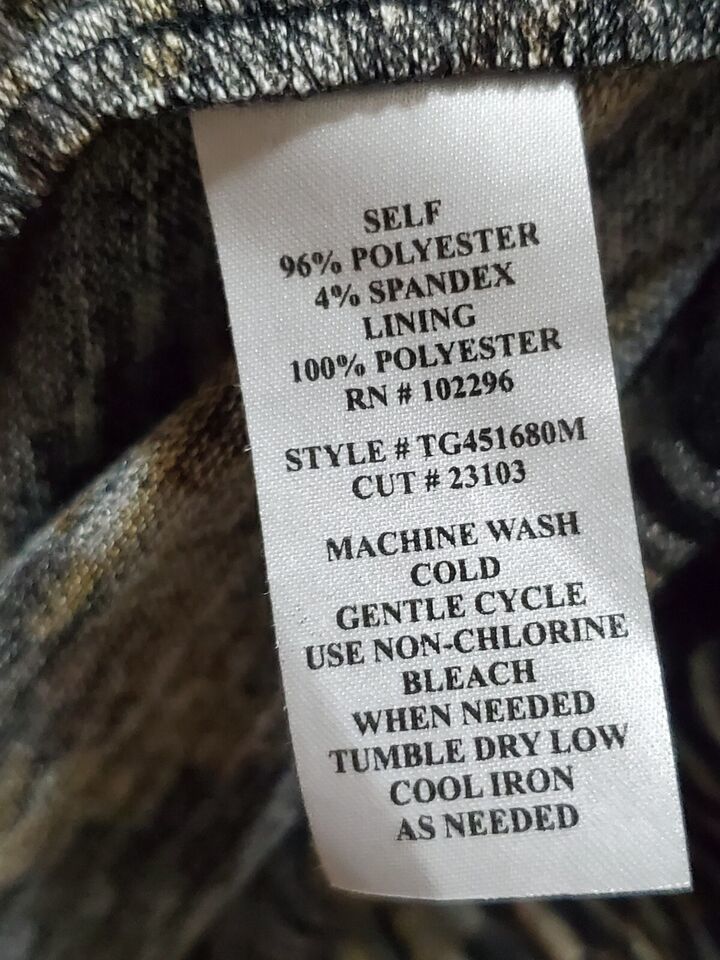 SELF
96% POLYESTER
4% SPANDEX
LINING
100% POLYESTER
RN # 102296
STYLE # TG451680M
CUT # 23103
MACHINE WASH
COLD
GENTLE CYCLE
USE NON-CHLORINE
BLEACH
WHEN NEEDED
TUMBLE DRY LOW
COOL IRON
AS NEEDED